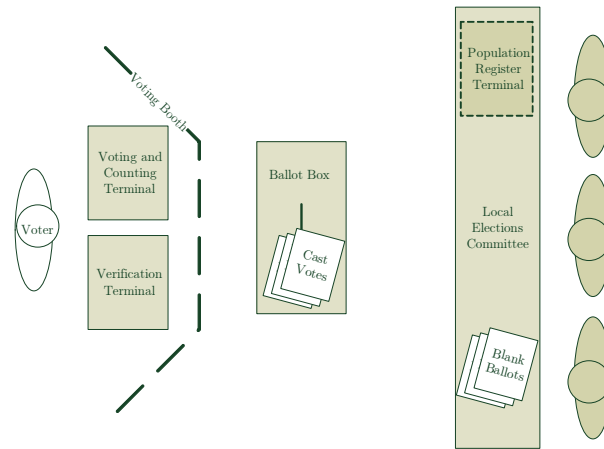 Voting Booth
Voting and
Counting
Terminal
Voter
Verification
Terminal
Ballot Box
Cast
Votes
Population
Register
Terminal
Local
Elections
Committee
Blank
Ballots